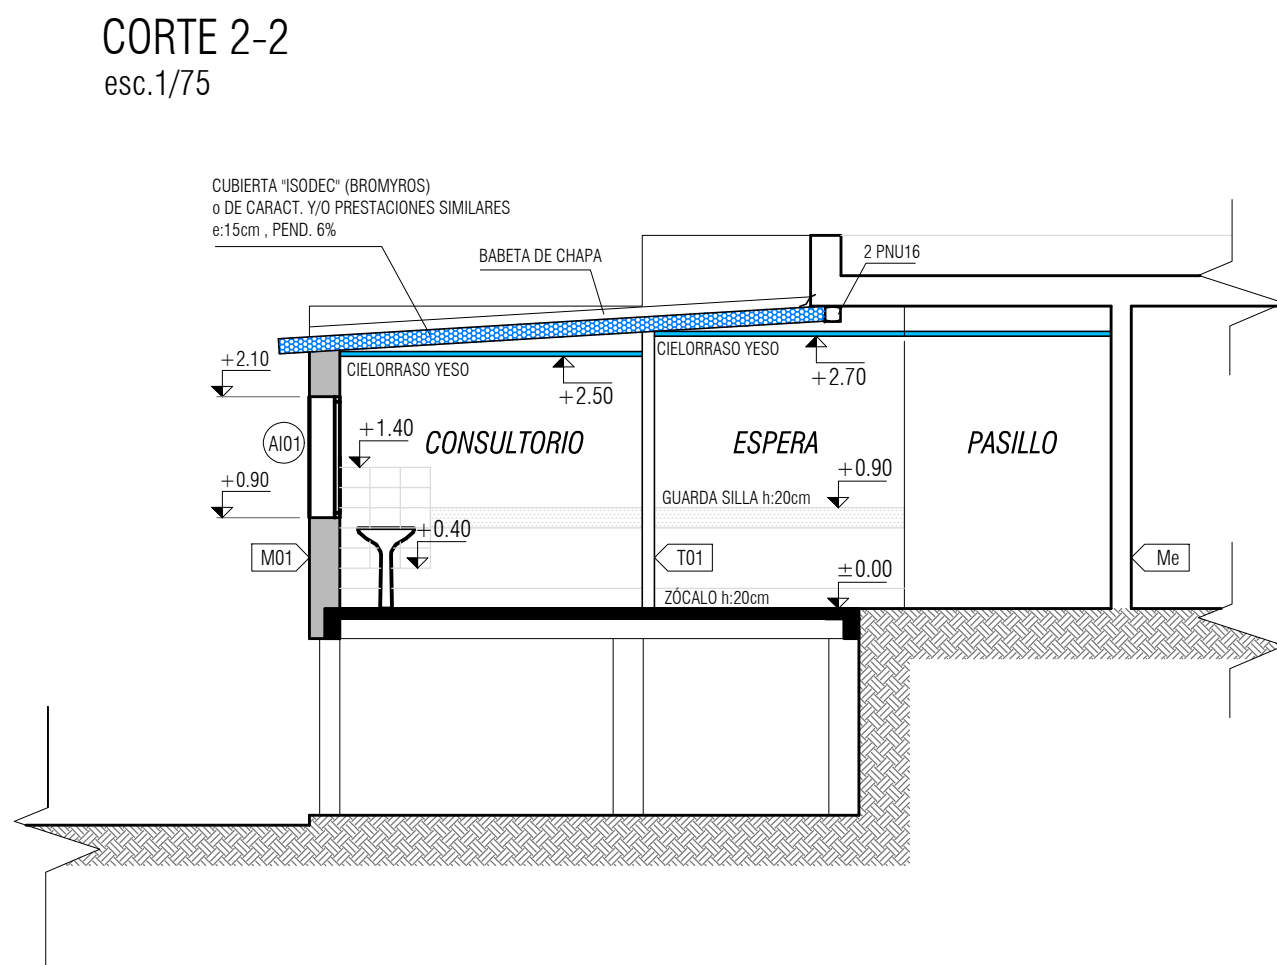 CORTE 2-2
esc.1/75
CUBIERTA "ISODEC" (BROMYROS)
o DE CARACT. Y/O PRESTACIONES SIMILARES
e:15cm , PEND. 6%
BABETA DE CHAPA
2 PNU16
+2.10
CIELORRASO YESO
+2.50
CIELORRASO YESO
+2.70
AI01
+1.40
CONSULTORIO
ESPERA
PASILLO
+0.90
+0.90
GUARDA SILLA h:20cm
+0.40
M01
T01
Me
±0.00
ZÓCALO h:20cm